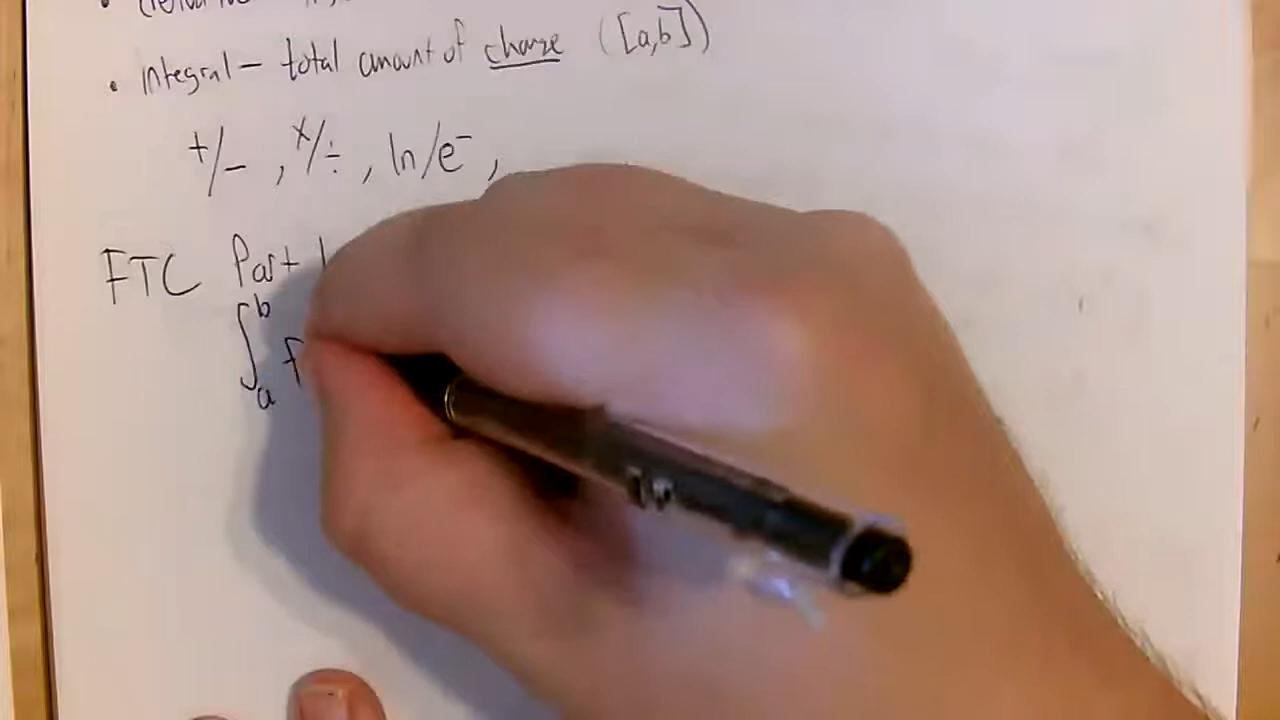 • integral – total amount of change ([a,b])
+/- , ×/÷ , ln/e⁻ ,
FTC Part
∫ₐᵇ f